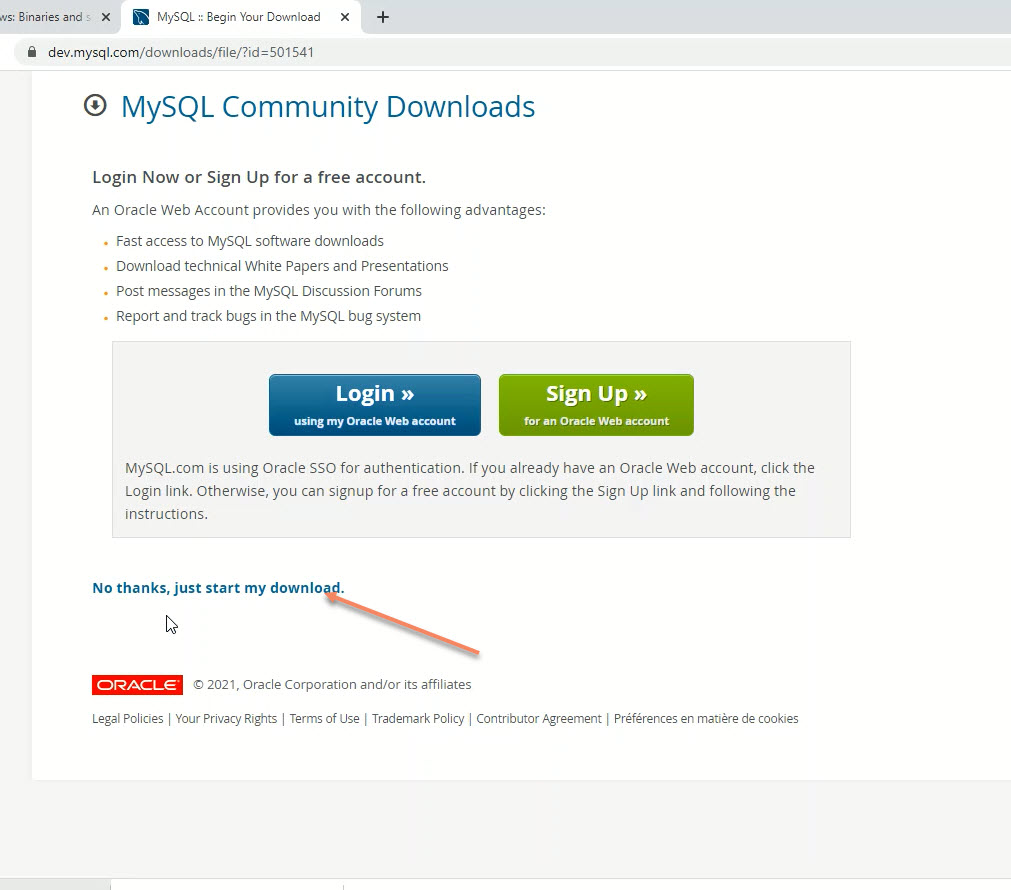 ws: Binaries and s
MySQL :: Begin Your Download
dev.mysql.com/downloads/file/?id=501541
MySQL Community Downloads
Login Now or Sign Up for a free account.
An Oracle Web Account provides you with the following advantages:
Fast access to MySQL software downloads
Download technical White Papers and Presentations
Post messages in the MySQL Discussion Forums
Report and track bugs in the MySQL bug system
Login »
using my Oracle Web account
Sign Up »
for an Oracle Web account
MySQL.com is using Oracle SSO for authentication. If you already have an Oracle Web account, click the
Login link. Otherwise, you can signup for a free account by clicking the Sign Up link and following the
instructions.
No thanks, just start my download.
ORACLE © 2021, Oracle Corporation and/or its affiliates
Legal Policies | Your Privacy Rights | Terms of Use | Trademark Policy | Contributor Agreement | Préférences en matière de cookies